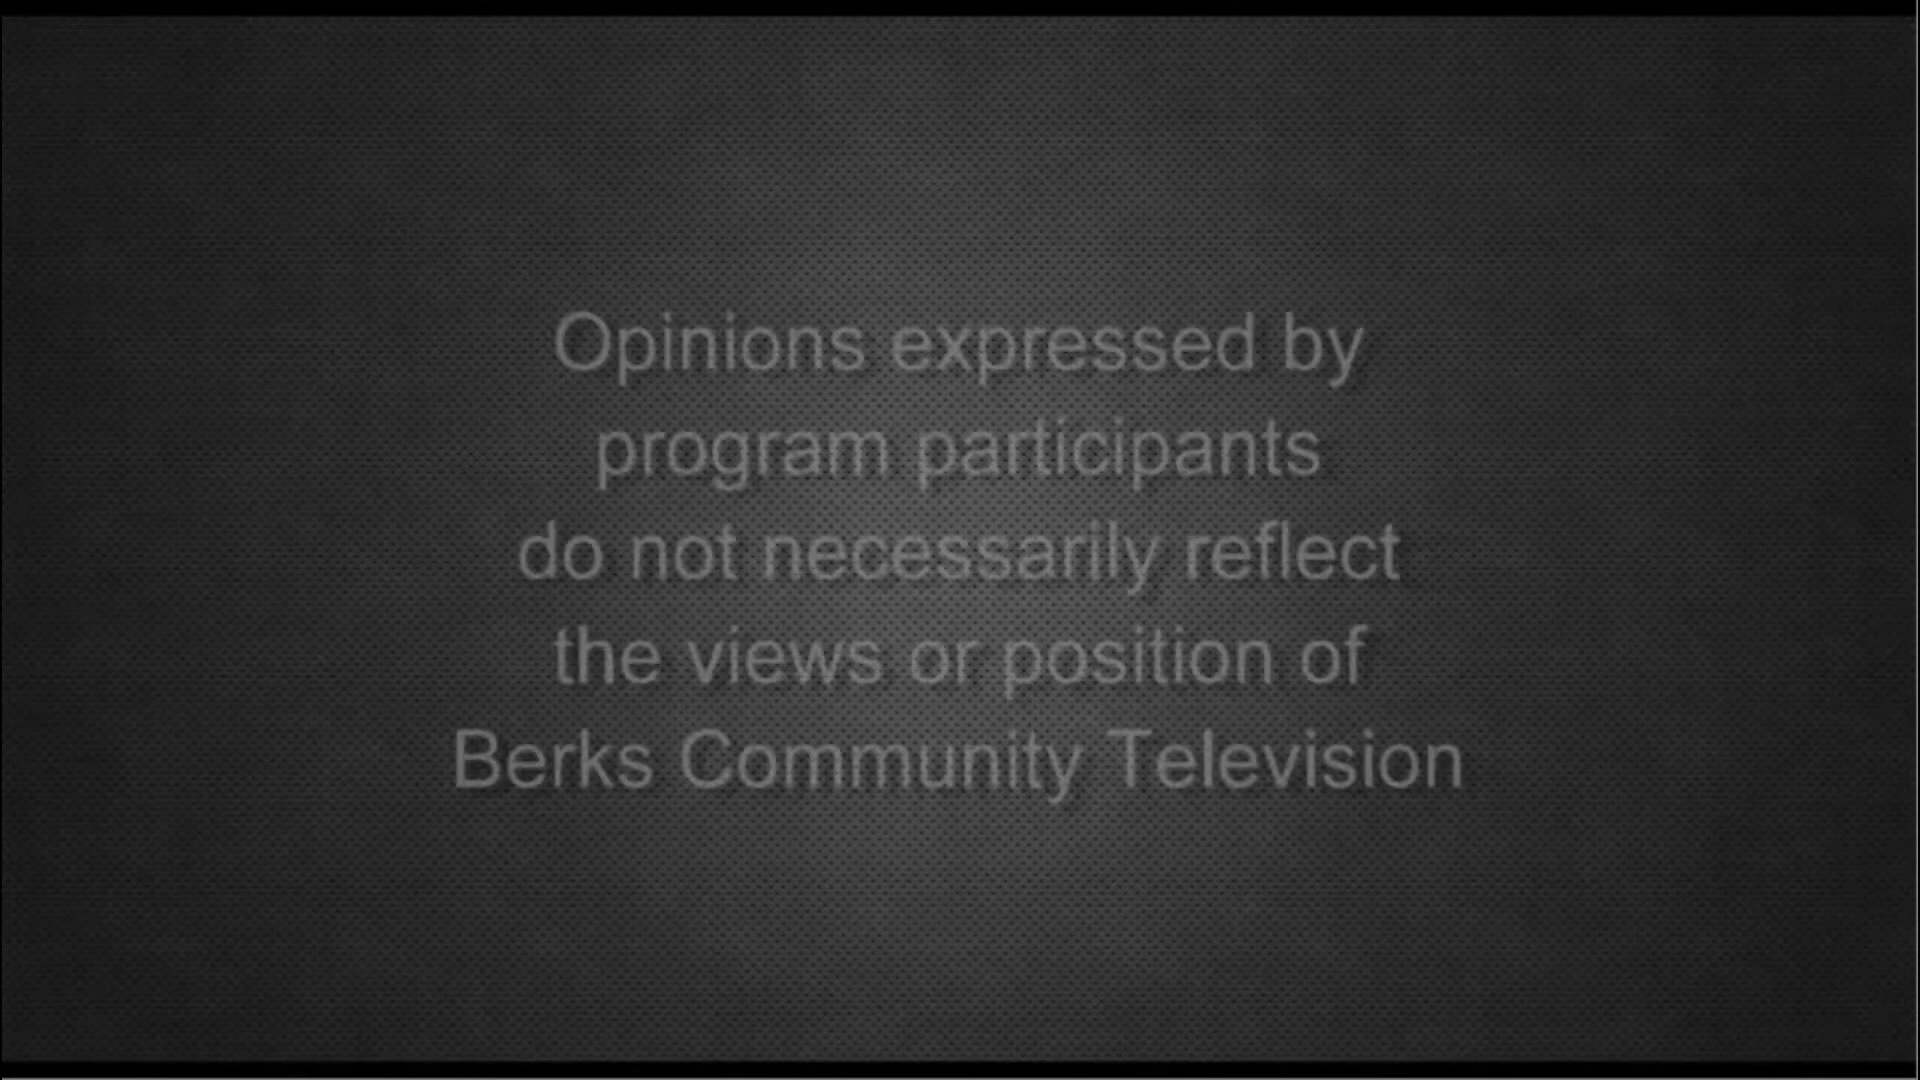 Opinions expressed by
program participants
do not necessarily reflect
the views or position of
Berks Community Television